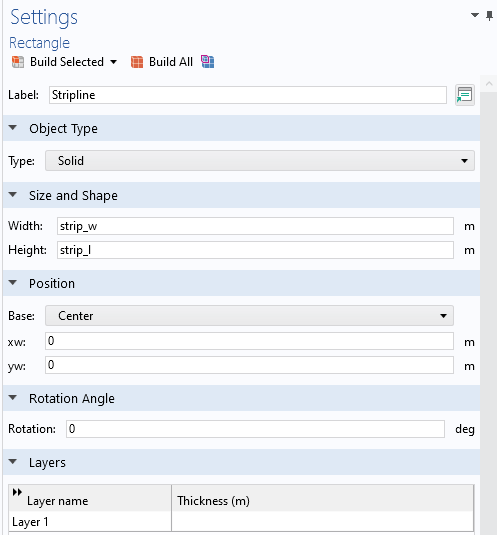 Settings
Rectangle
Build Selected Build All
Label: Stripline
Object Type
Type: Solid
Size and Shape
Width: strip_w m
Height: strip_l m
Position
Base: Center
xw: 0 m
yw: 0 m
Rotation Angle
Rotation: 0 deg
Layers
Layer name Thickness (m)
Layer 1